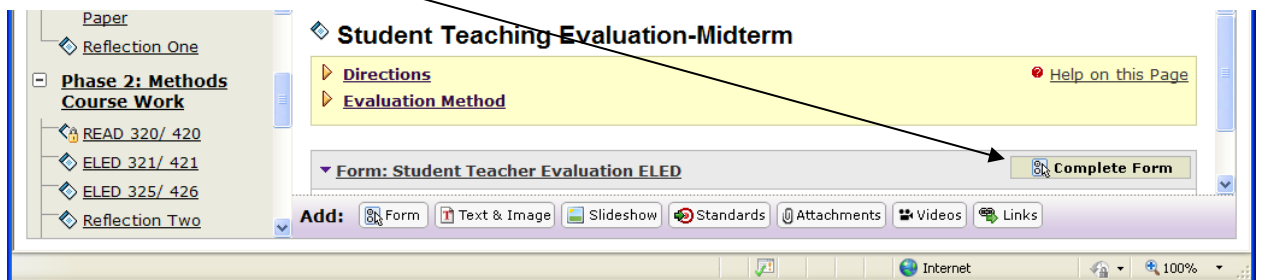 Paper
Reflection One
Phase 2: Methods
Course Work
READ 320/ 420
ELED 321/ 421
ELED 325/ 426
Reflection Two
Student Teaching Evaluation-Midterm
Directions
Help on this Page
Evaluation Method
Form: Student Teacher Evaluation ELED
Complete Form
Add: Form Text & Image Slideshow Standards Attachments Videos Links
Internet 100%